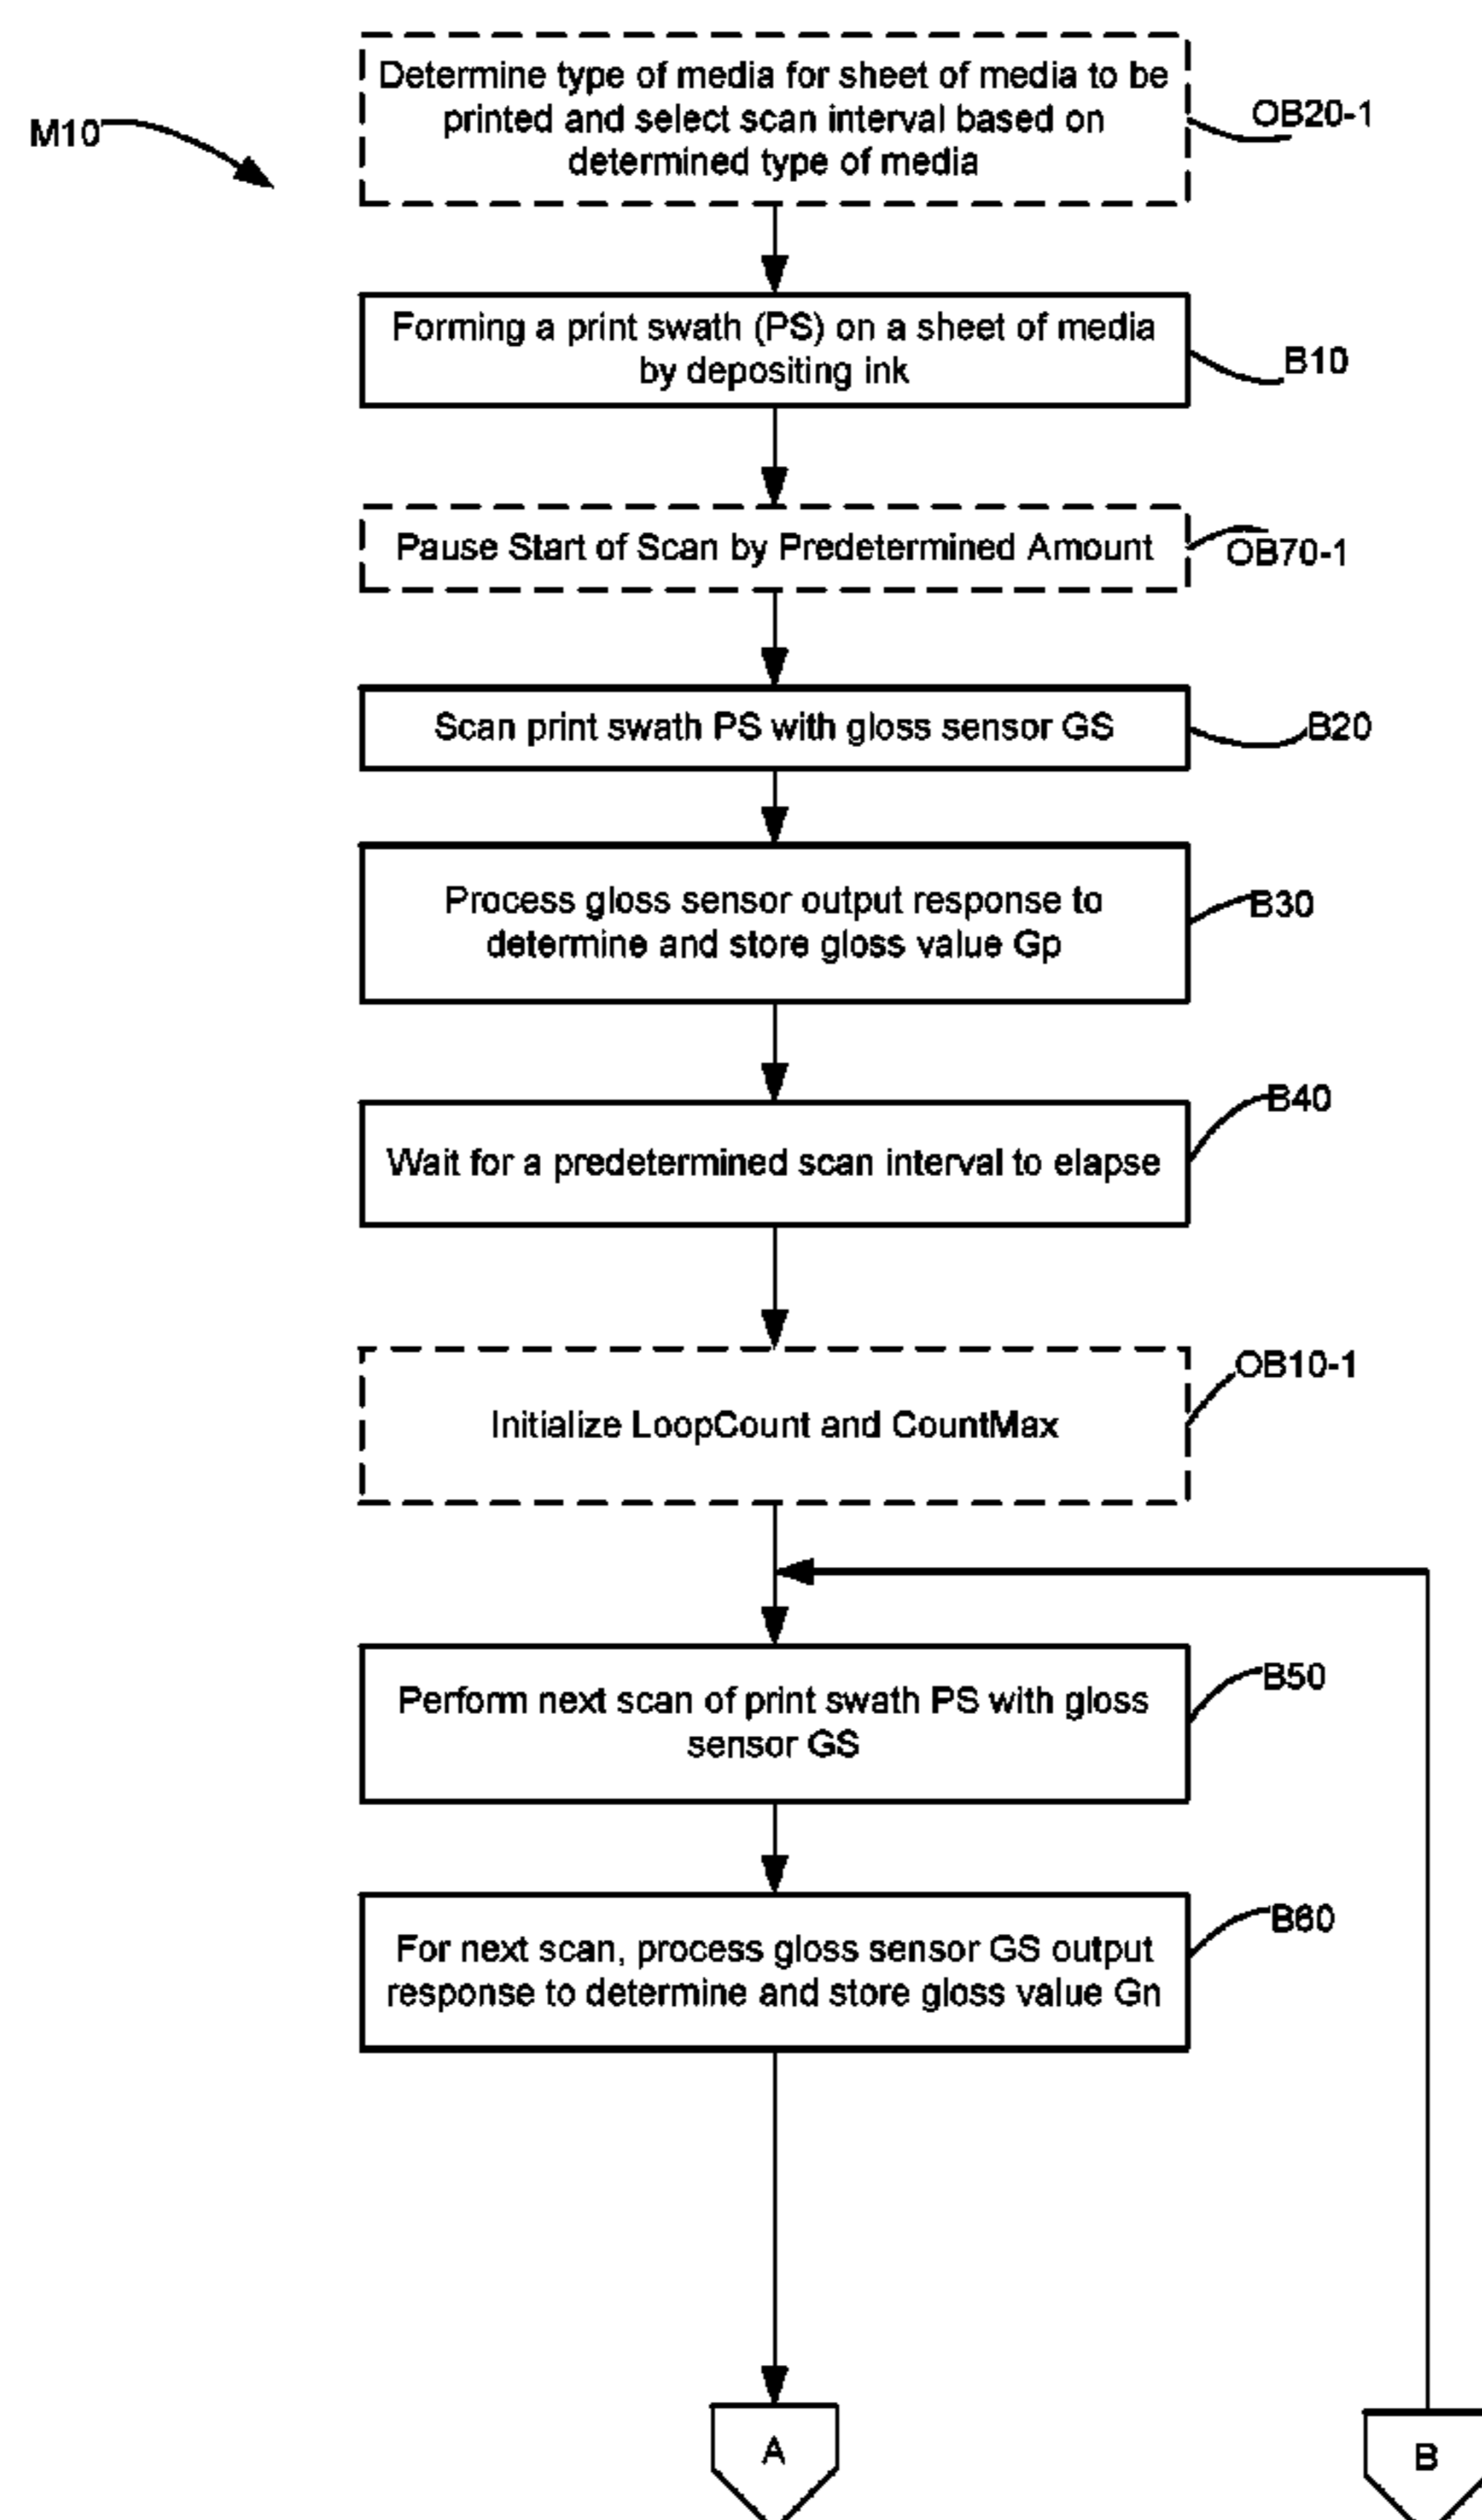 M10
Determine type of media for sheet of media to be
printed and select scan interval based on
determined type of media
OB20-1
Forming a print swath (PS) on a sheet of media
by depositing ink
B10
Pause Start of Scan by Predetermined Amount
OB70-1
Scan print swath PS with gloss sensor GS
B20
Process gloss sensor output response to
determine and store gloss value Gp
B30
Wait for a predetermined scan interval to elapse
B40
Initialize LoopCount and CountMax
OB10-1
Perform next scan of print swath PS with gloss
sensor GS
B50
For next scan, process gloss sensor GS output
response to determine and store gloss value Gn
B60
A
B